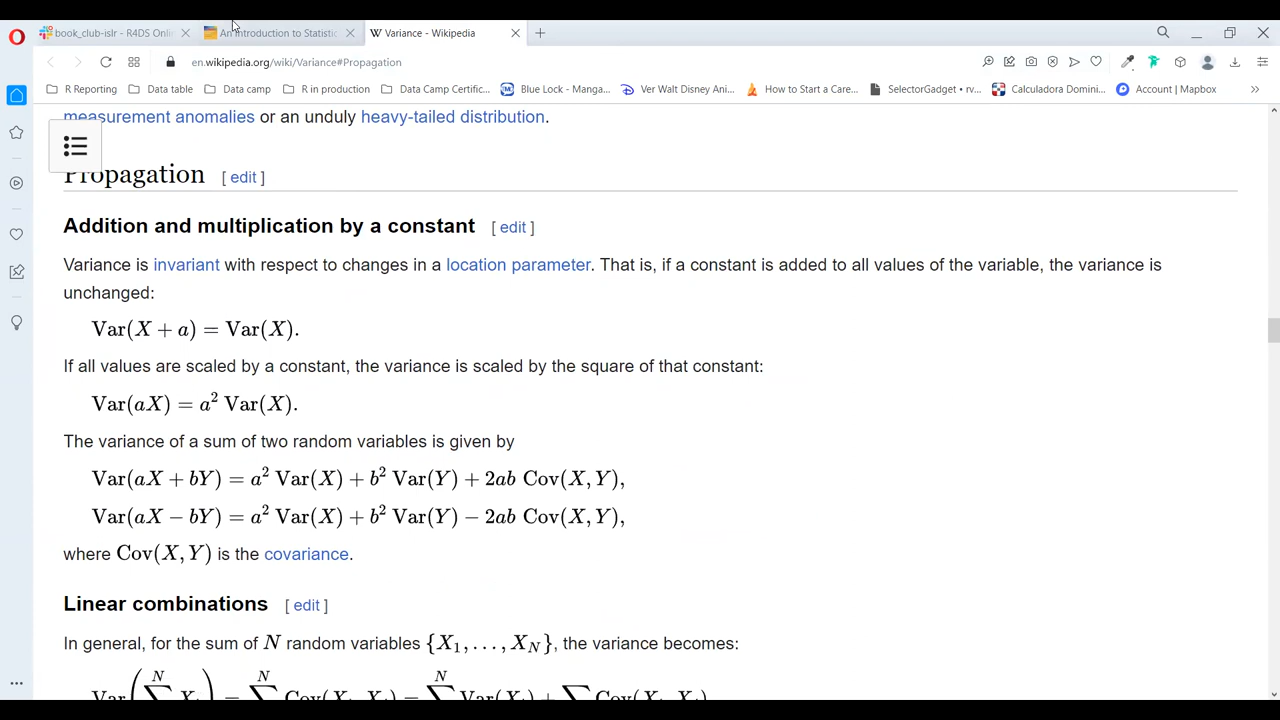 book_club-islr - R4DS Onli
An Introduction to Statistic
Variance - Wikipedia
en.wikipedia.org/wiki/Variance#Propagation
R Reporting
Data table
Data camp
R in production
Data Camp Certific...
Blue Lock - Manga...
Ver Walt Disney Ani...
How to Start a Care...
SelectorGadget • rv...
Calculadora Domini...
Account | Mapbox
measurement anomalies or an unduly heavy-tailed distribution.
Propagation [ edit ]
Addition and multiplication by a constant [ edit ]
Variance is invariant with respect to changes in a location parameter. That is, if a constant is added to all values of the variable, the variance is
unchanged:
Var(X + a) = Var(X).
If all values are scaled by a constant, the variance is scaled by the square of that constant:
Var(aX) = a² Var(X).
The variance of a sum of two random variables is given by
Var(aX + bY) = a² Var(X) + b² Var(Y) + 2ab Cov(X, Y),
Var(aX − bY) = a² Var(X) + b² Var(Y) − 2ab Cov(X, Y),
where Cov(X, Y) is the covariance.
Linear combinations [ edit ]
In general, for the sum of N random variables {X₁, . . . , X_N}, the variance becomes: